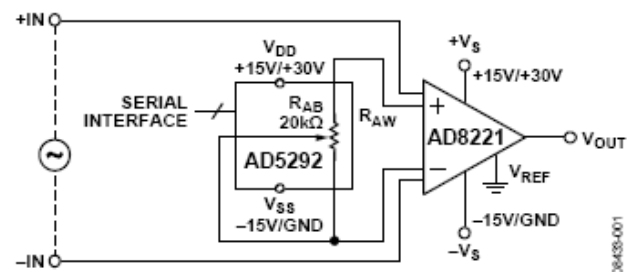 +IN
VDD
+15V/+30V
SERIAL
INTERFACE
RAB
20kΩ
RAW
AD5292
VSS
–15V/GND
–IN
+VS
+15V/+30V
+
AD8221
–
VOUT
VREF
–15V/GND
–VS
08433-001